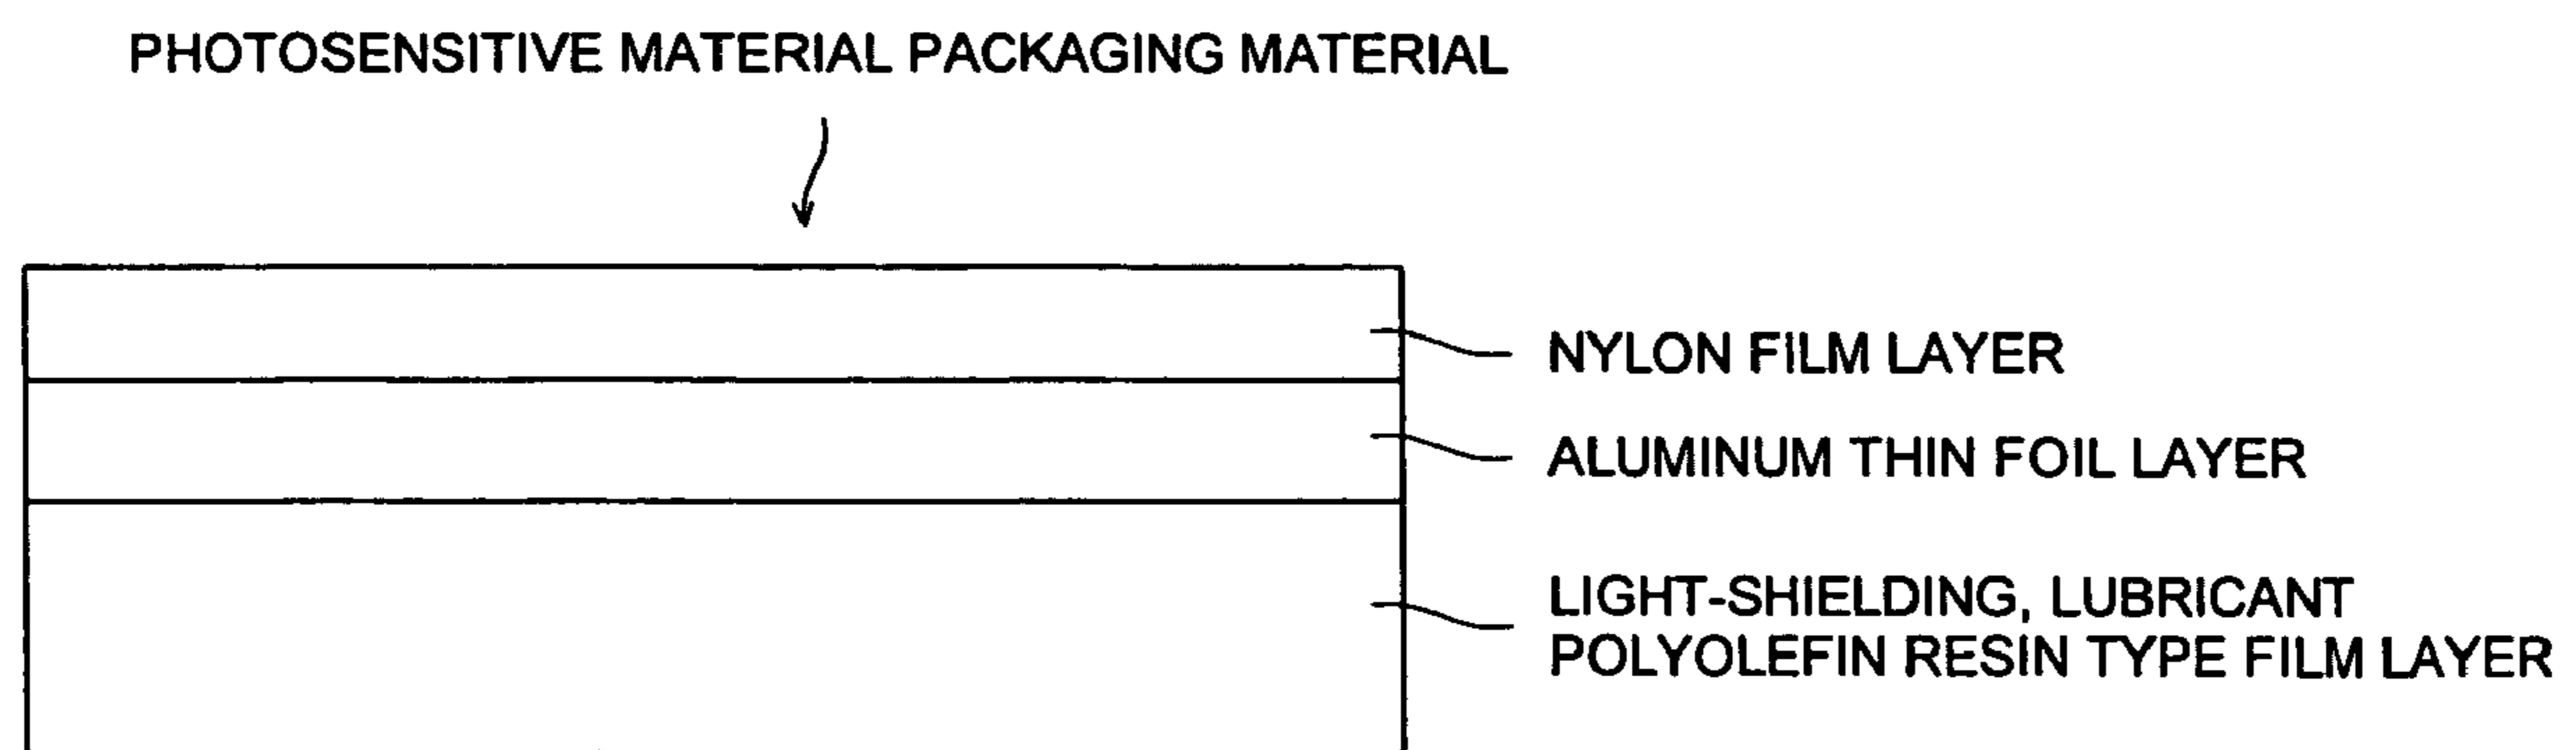 PHOTOSENSITIVE MATERIAL PACKAGING MATERIAL
NYLON FILM LAYER
ALUMINUM THIN FOIL LAYER
LIGHT-SHIELDING, LUBRICANT
POLYOLEFIN RESIN TYPE FILM LAYER